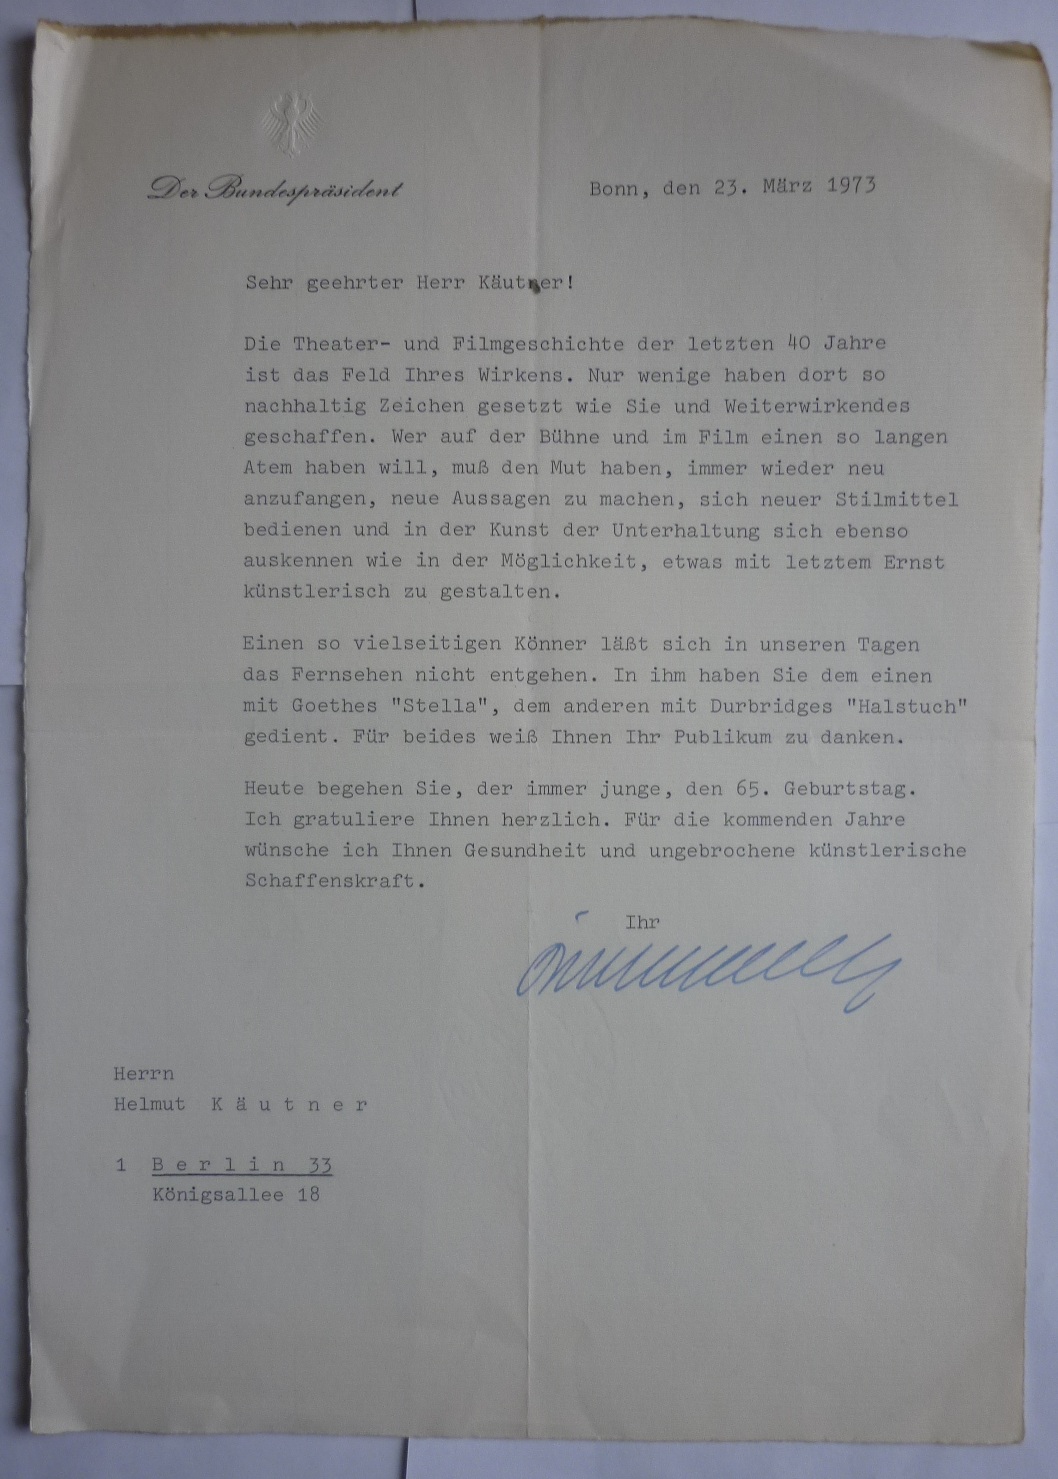 Der Bundespräsident
Bonn, den 23. März 1973
Sehr geehrter Herr Käutner!
Die Theater- und Filmgeschichte der letzten 40 Jahre
ist das Feld Ihres Wirkens. Nur wenige haben dort so
nachhaltig Zeichen gesetzt wie Sie und Weiterwirkendes
geschaffen. Wer auf der Bühne und im Film einen so langen
Atem haben will, muß den Mut haben, immer wieder neu
anzufangen, neue Aussagen zu machen, sich neuer Stilmittel
bedienen und in der Kunst der Unterhaltung sich ebenso
auskennen wie in der Möglichkeit, etwas mit letztem Ernst
künstlerisch zu gestalten.
Einen so vielseitigen Könner läßt sich in unseren Tagen
das Fernsehen nicht entgehen. In ihm haben Sie dem einen
mit Goethes "Stella", dem anderen mit Durbridges "Halstuch"
gedient. Für beides weiß Ihnen Ihr Publikum zu danken.
Heute begehen Sie, der immer junge, den 65. Geburtstag.
Ich gratuliere Ihnen herzlich. Für die kommenden Jahre
wünsche ich Ihnen Gesundheit und ungebrochene künstlerische
Schaffenskraft.
Ihr
Herrn
Helmut K ä u t n e r
1 B e r l i n 33
Königsallee 18